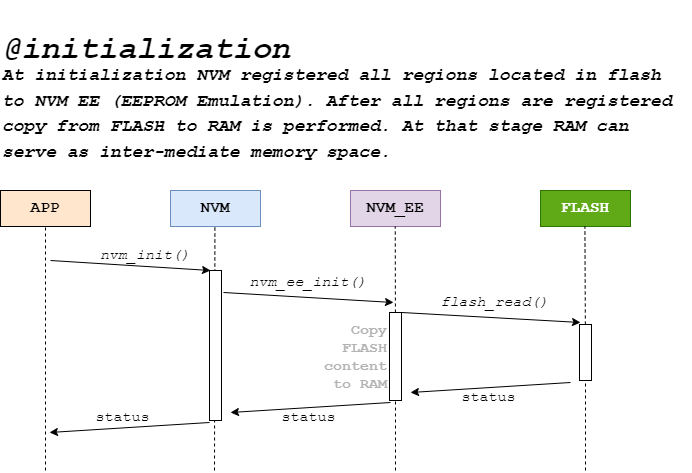 @initialization
At initialization NVM registered all regions located in flash
to NVM EE (EEPROM Emulation). After all regions are registered
copy from FLASH to RAM is performed. At that stage RAM can
serve as inter-mediate memory space.
APP
NVM
NVM_EE
FLASH
nvm_init()
nvm_ee_init()
flash_read()
Copy
FLASH
content
to RAM
status
status
status